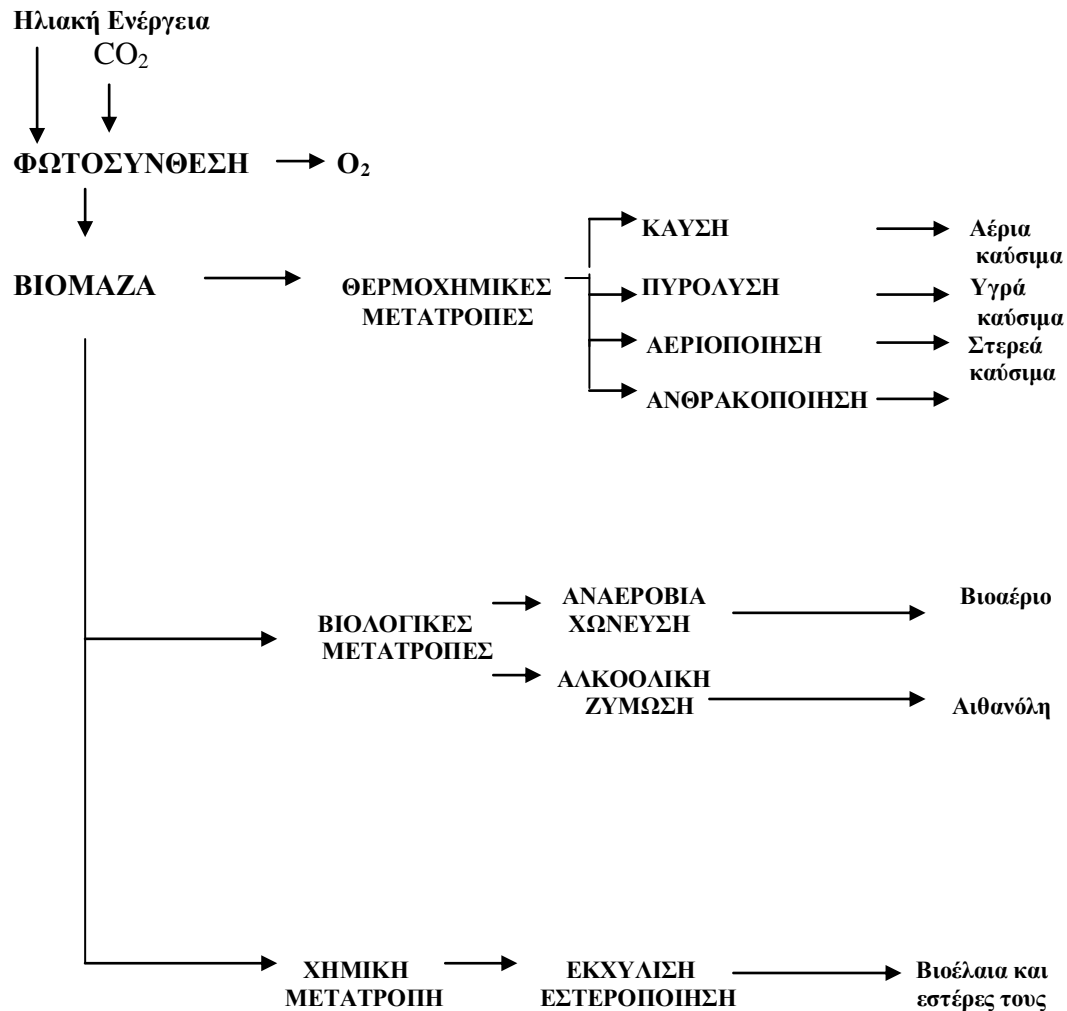 Ηλιακή Ενέργεια
CO₂
ΦΩΤΟΣΥΝΘΕΣΗ
O₂
ΒΙΟΜΑΖΑ
ΘΕΡΜΟΧΗΜΙΚΕΣ
ΜΕΤΑΤΡΟΠΕΣ
ΚΑΥΣΗ
Αέρια
καύσιμα
ΠΥΡΟΛΥΣΗ
Υγρά
καύσιμα
ΑΕΡΙΟΠΟΙΗΣΗ
Στερεά
καύσιμα
ΑΝΘΡΑΚΟΠΟΙΗΣΗ
ΒΙΟΛΟΓΙΚΕΣ
ΜΕΤΑΤΡΟΠΕΣ
ΑΝΑΕΡΟΒΙΑ
ΧΩΝΕΥΣΗ
Βιοαέριο
ΑΛΚΟΟΛΙΚΗ
ΖΥΜΩΣΗ
Αιθανόλη
ΧΗΜΙΚΗ
ΜΕΤΑΤΡΟΠΗ
ΕΚΧΥΛΙΣΗ
ΕΣΤΕΡΟΠΟΙΗΣΗ
Βιοέλαια και
εστέρες τους